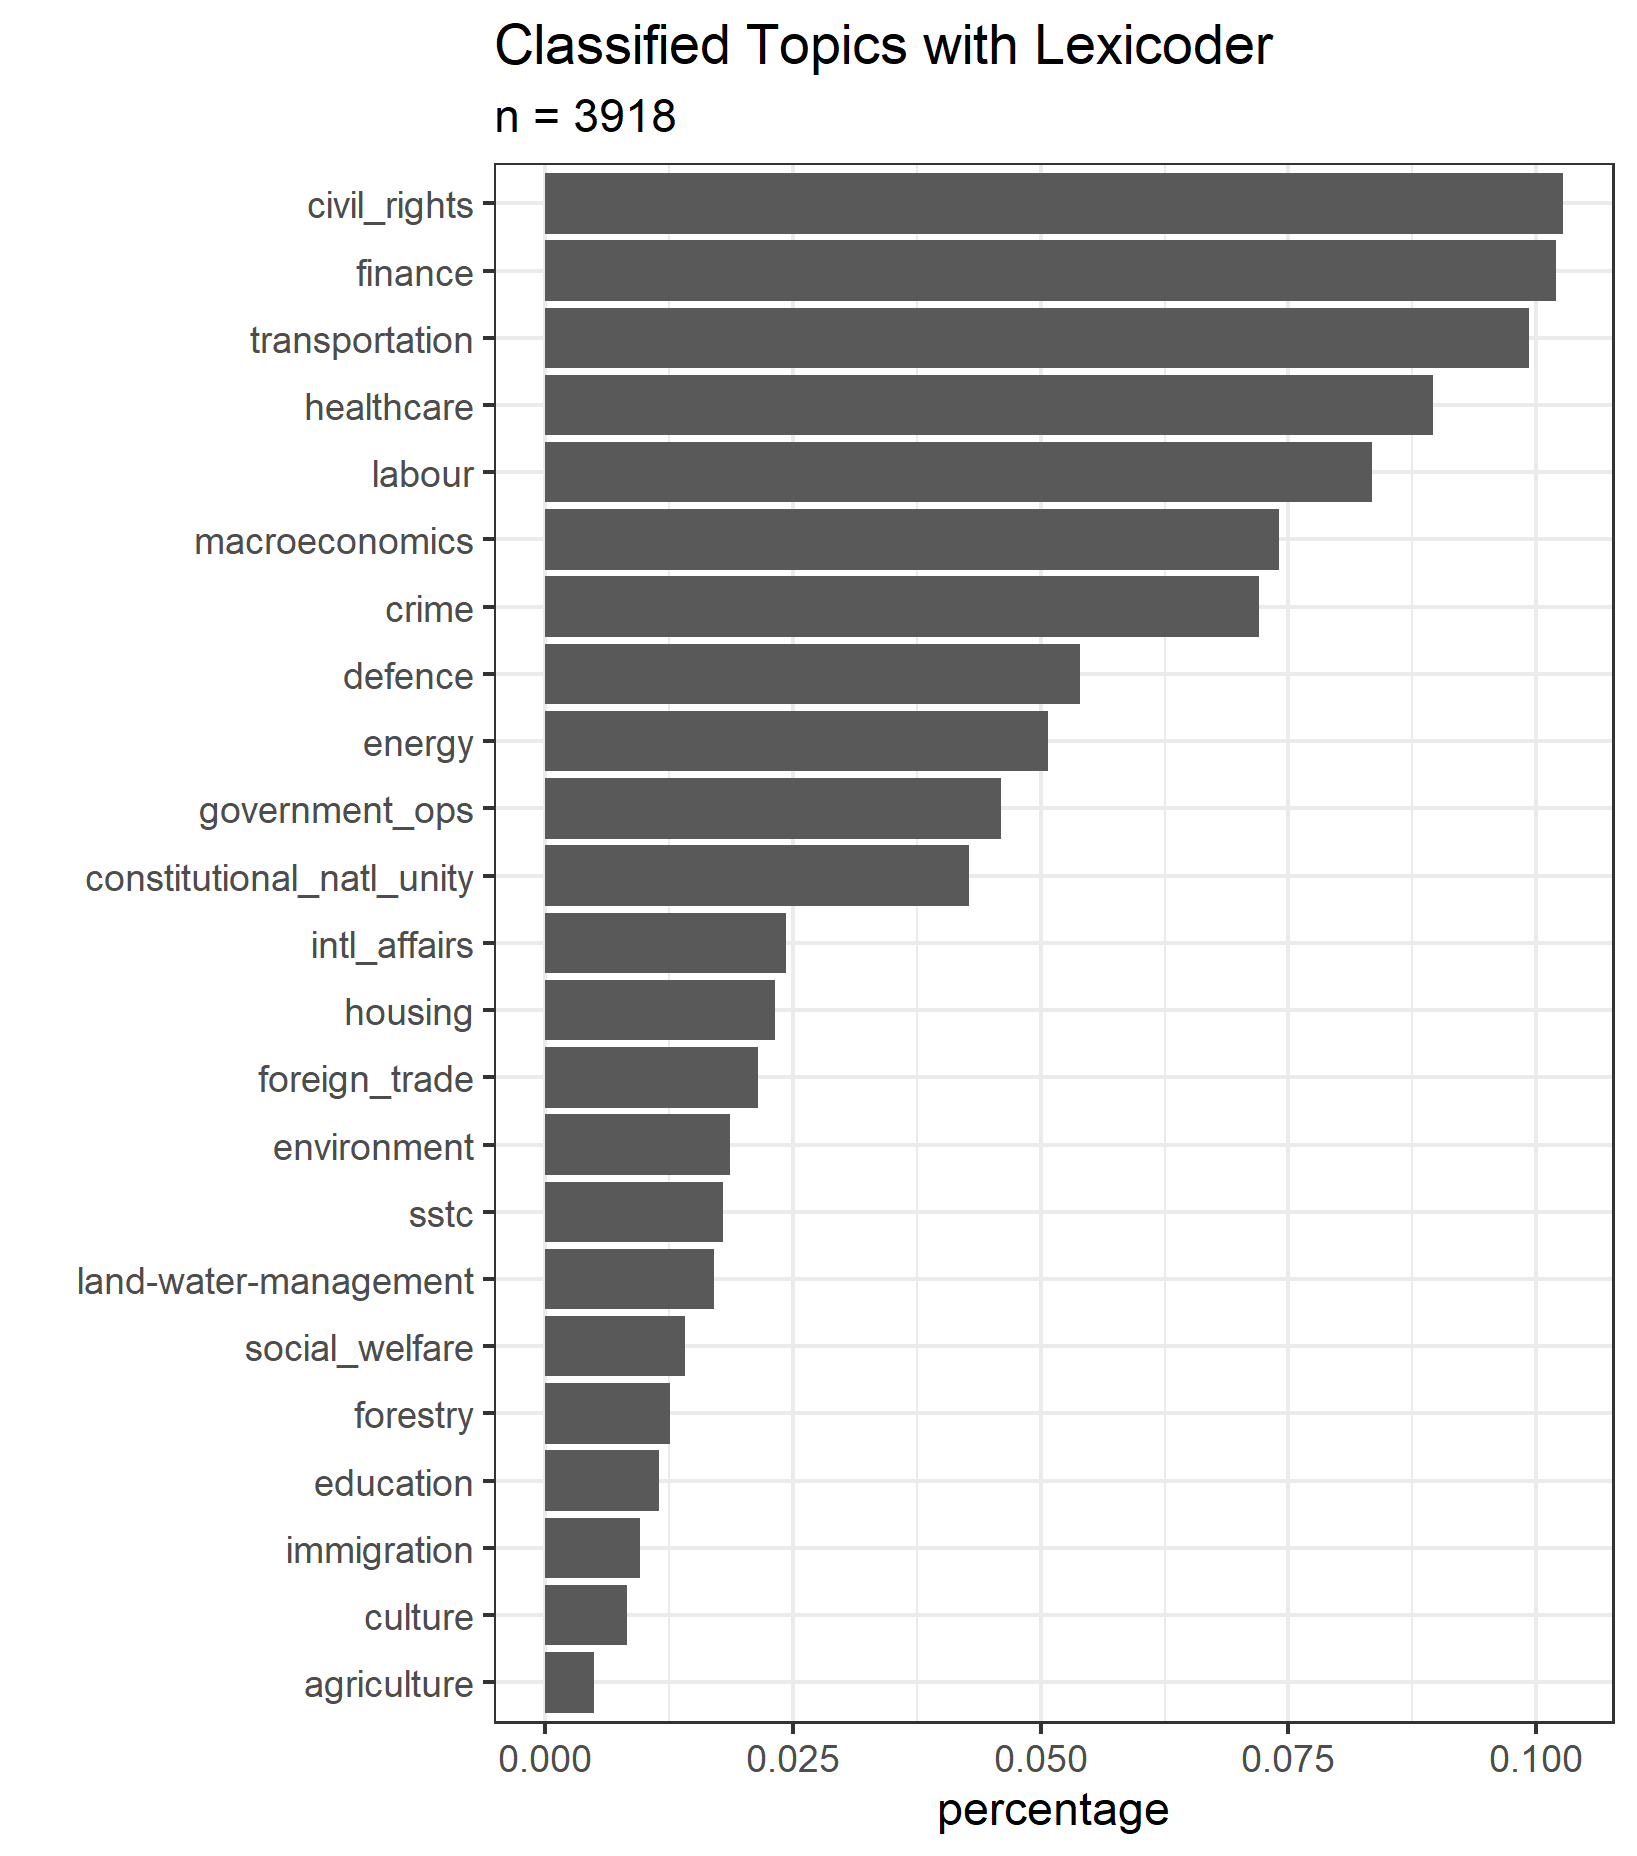 Classified Topics with Lexicoder
n = 3918
civil_rights
finance
transportation
healthcare
labour
macroeconomics
crime
defence
energy
government_ops
constitutional_natl_unity
intl_affairs
housing
foreign_trade
environment
sstc
land-water-management
social_welfare
forestry
education
immigration
culture
agriculture
0.000 0.025 0.050 0.075 0.100
percentage